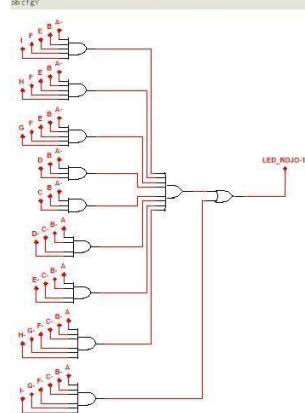 I F E B A-
H F E B A-
G F E B A-
LED_ROJO-1
D B A-
C B A-
D- C- B- A
E- C- B- A
H- G- F- C- B- A
I- G- F- C- B- A